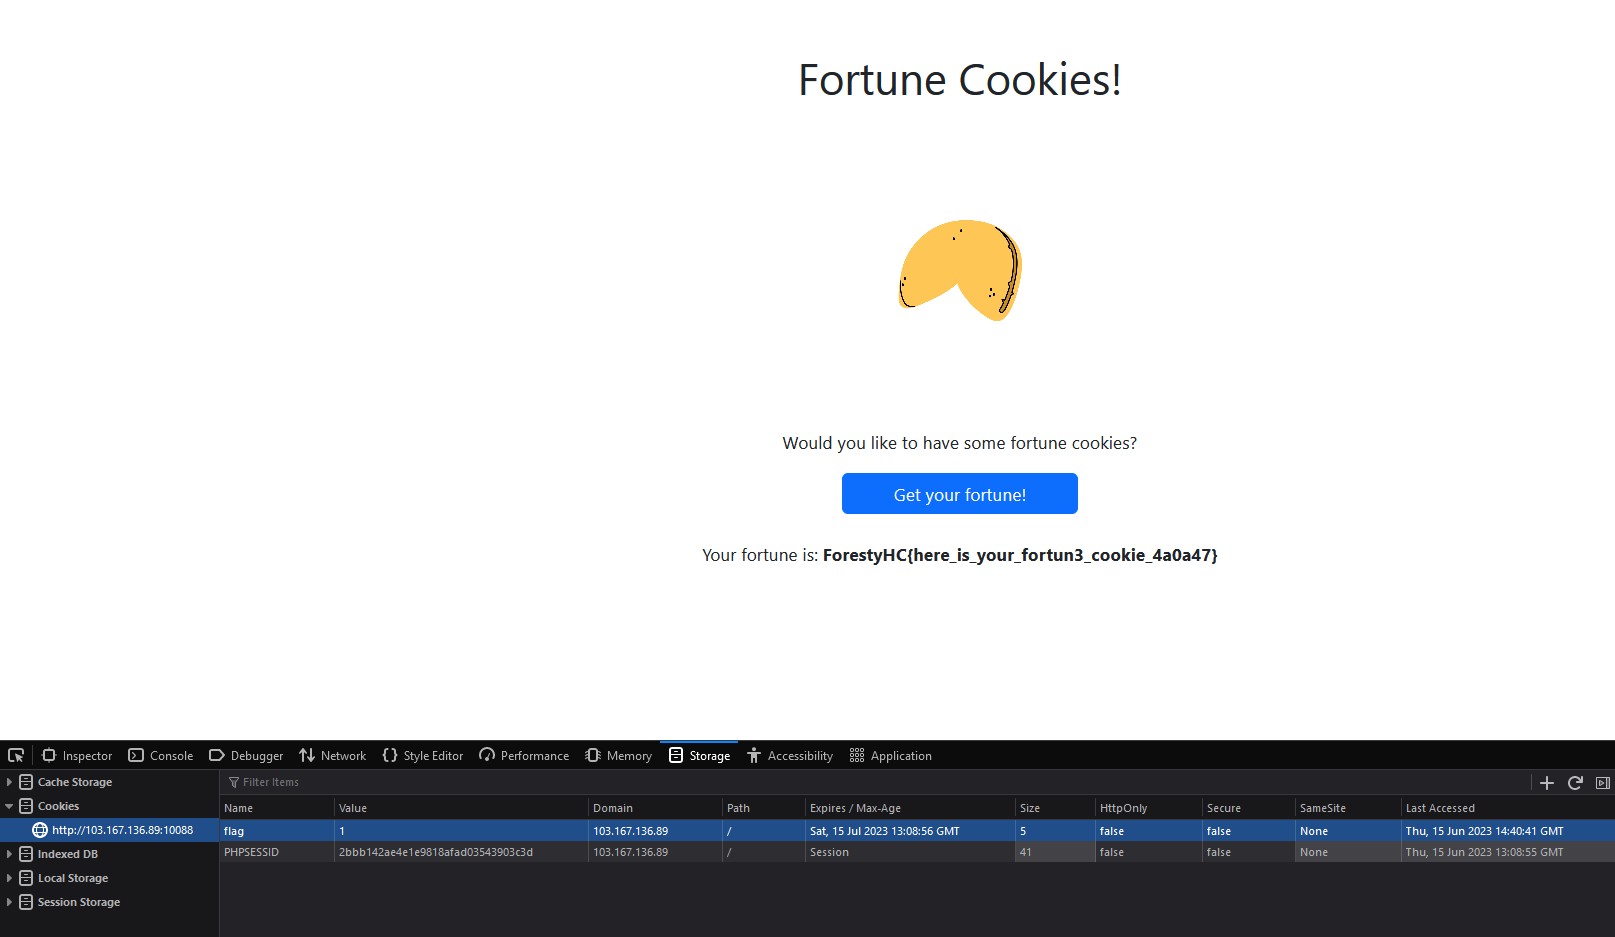 Fortune Cookies!
Would you like to have some fortune cookies?
Get your fortune!
Your fortune is: ForestyHC{here_is_your_fortun3_cookie_4a0a47}
Inspector Console Debugger Network Style Editor Performance Memory Storage Accessibility Application
Cache Storage
Cookies
http://103.167.136.89:10088
Indexed DB
Local Storage
Session Storage
Filter Items
Name Value Domain Path Expires / Max-Age Size HttpOnly Secure SameSite Last Accessed
flag 1 103.167.136.89 / Sat, 15 Jul 2023 13:08:56 GMT 5 false false None Thu, 15 Jun 2023 14:40:41 GMT
PHPSESSID 2bbb142ae4e1e9818afad03543903c3d 103.167.136.89 / Session 41 false false None Thu, 15 Jun 2023 13:08:55 GMT